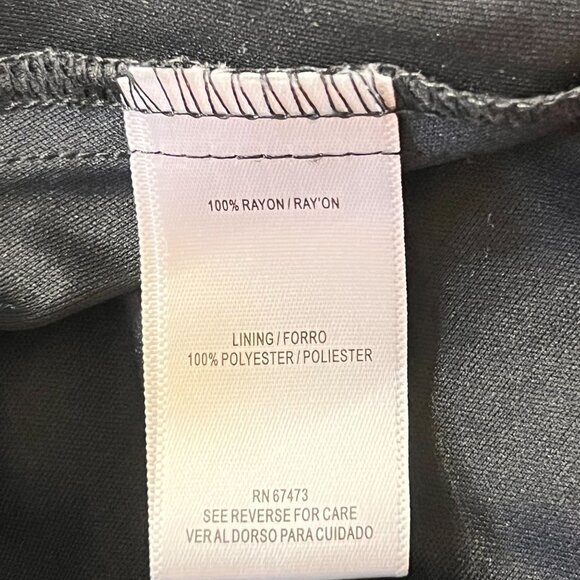 100% RAYON / RAY'ON
LINING / FORRO
100% POLYESTER / POLIESTER
RN 67473
SEE REVERSE FOR CARE
VER AL DORSO PARA CUIDADO